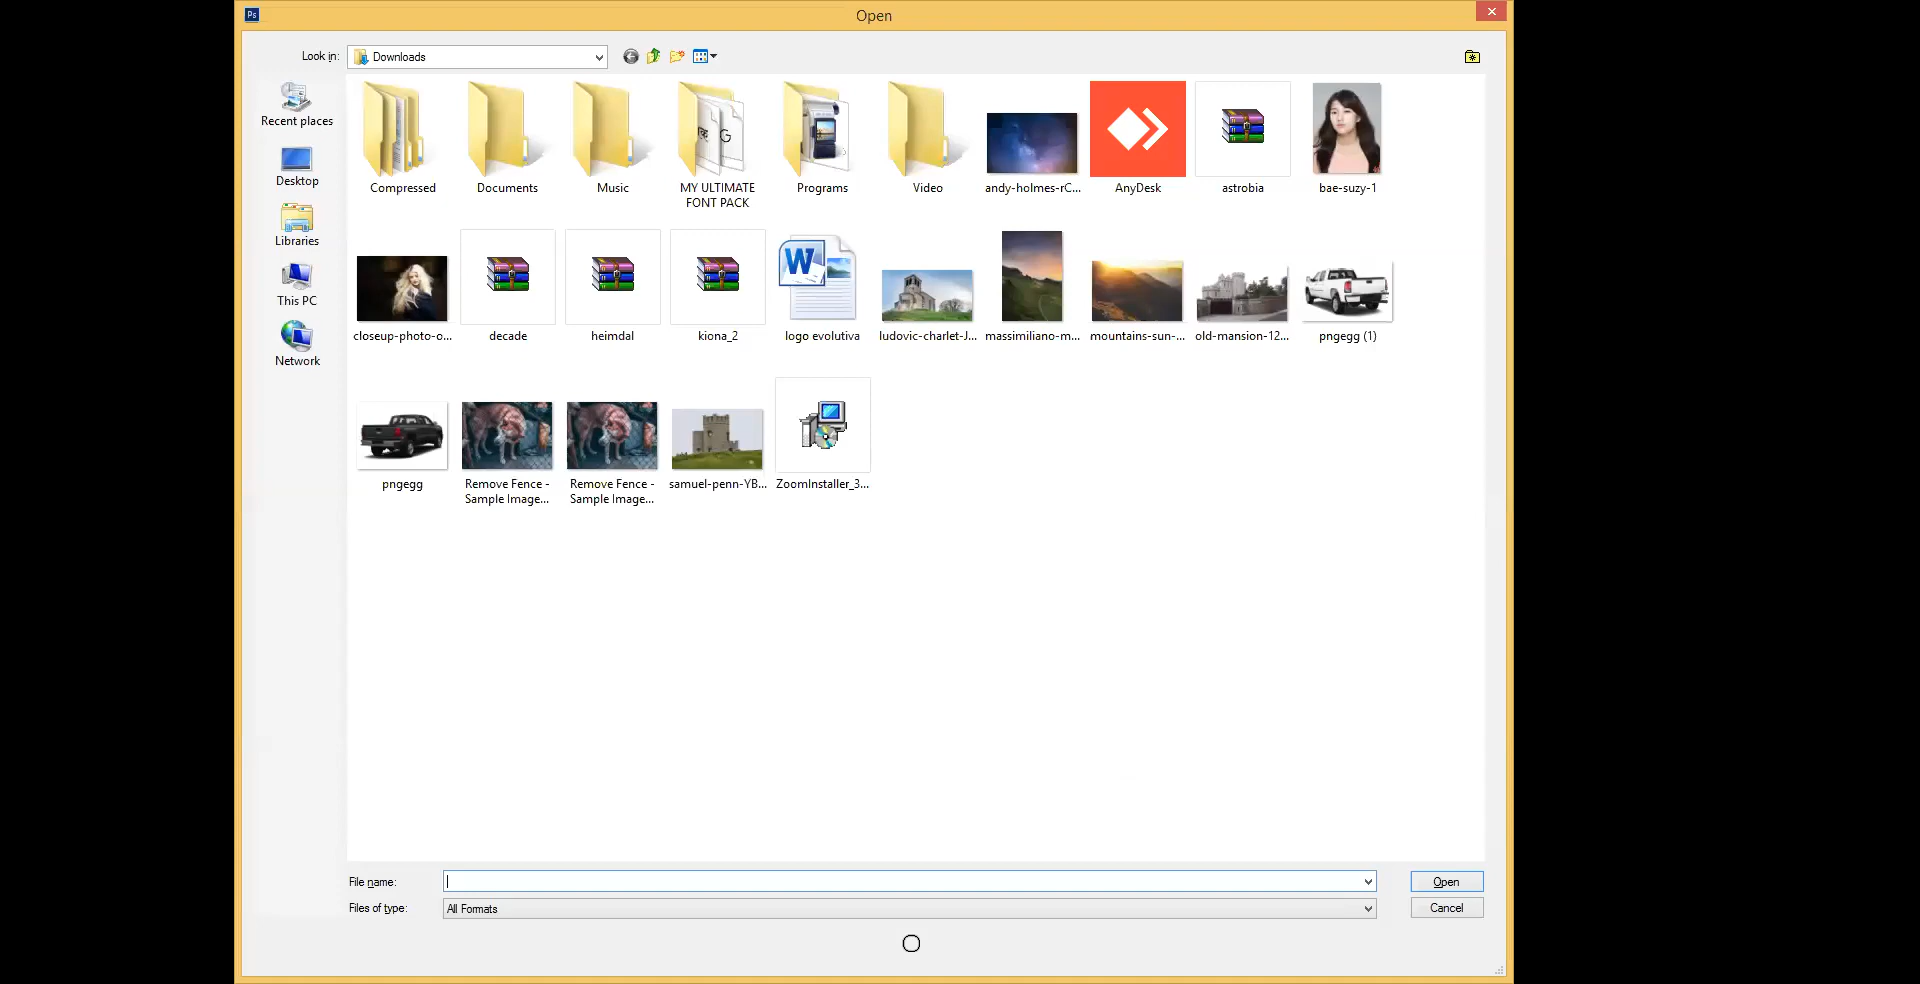 Ps
Open
Look in:
Downloads
Recent places
Desktop
Libraries
This PC
Network
Compressed
Documents
Music
MY ULTIMATE
FONT PACK
Programs
Video
andy-holmes-rC...
AnyDesk
astrobia
bae-suzy-1
closeup-photo-o...
decade
heimdal
kiona_2
logo evolutiva
ludovic-charlet-J...
massimiliano-m...
mountains-sun-...
old-mansion-12...
pngegg (1)
pngegg
Remove Fence -
Sample Image...
Remove Fence -
Sample Image...
samuel-penn-YB...
ZoomInstaller_3...
File name:
Open
Files of type:
All Formats
Cancel